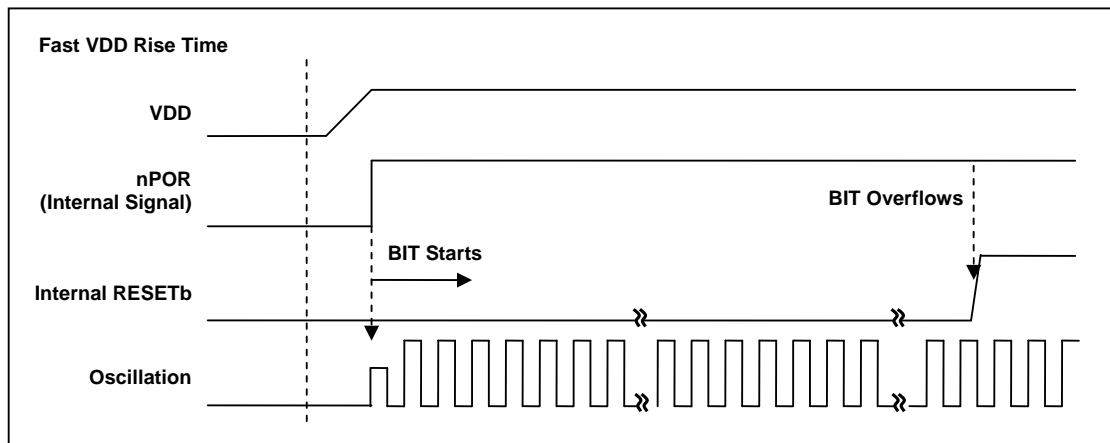 Fast VDD Rise Time
VDD
nPOR
(Internal Signal)
BIT Overflows
BIT Starts
Internal RESETb
Oscillation